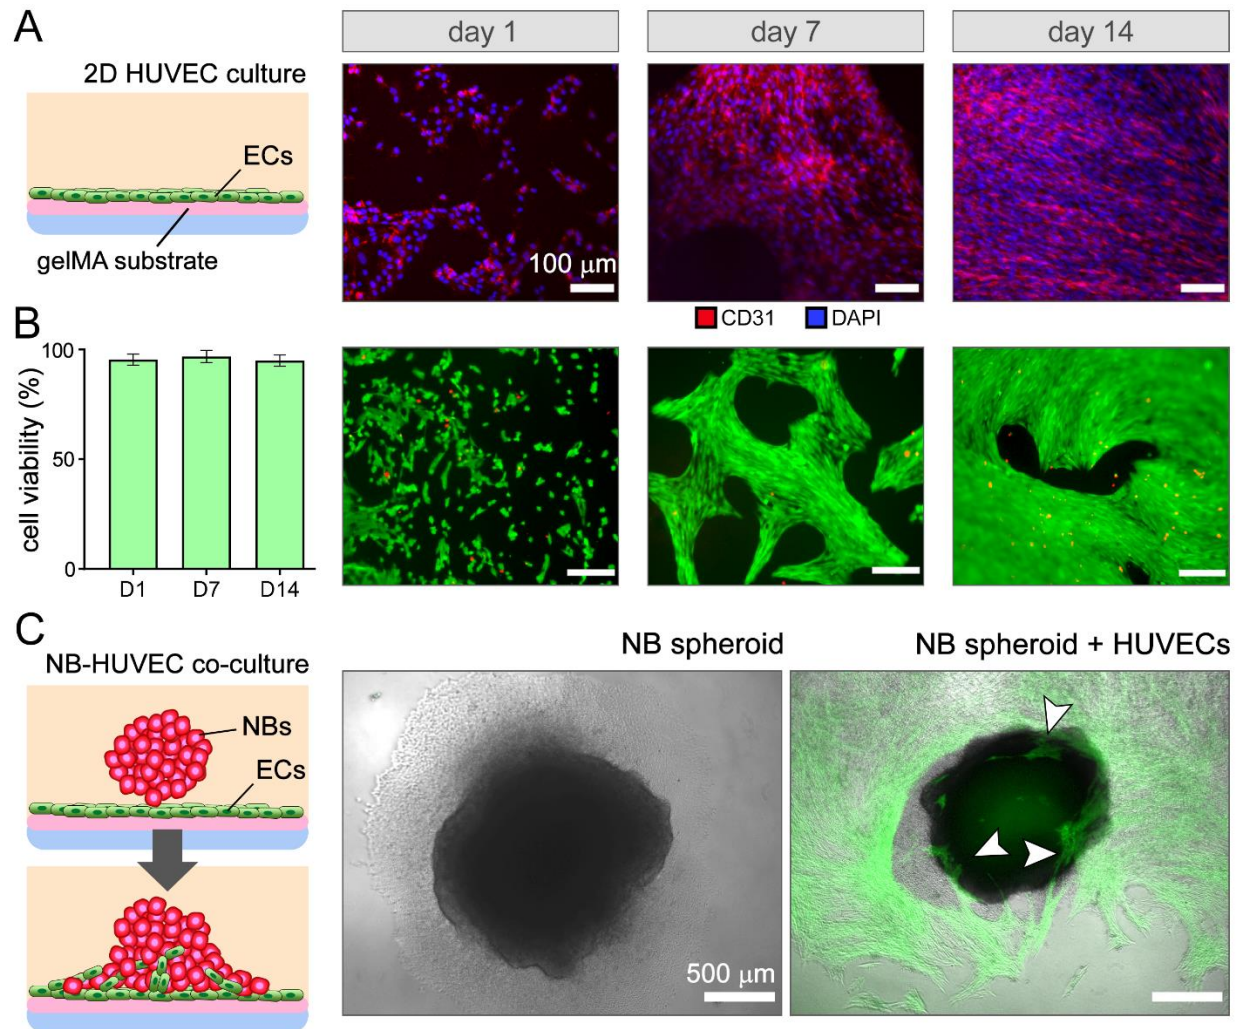 A
day 1
day 7
day 14
2D HUVEC culture
ECs
gelMA substrate
100 μm
CD31
DAPI
B
cell viability (%)
100
50
0
D1
D7
D14
C
NB-HUVEC co-culture
NB spheroid
NB spheroid + HUVECs
NBs
ECs
500 μm